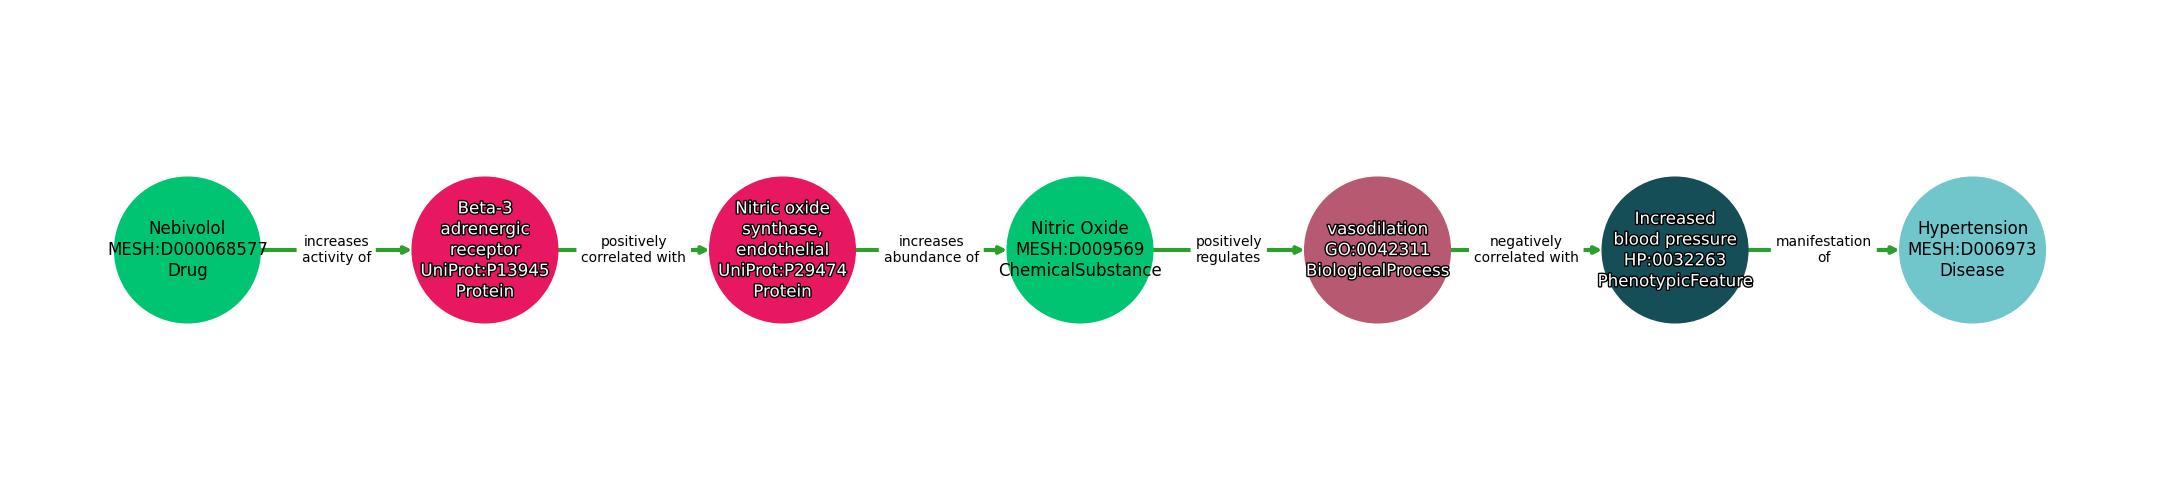 Nebivolol
MESH:D000068577
Drug
increases
activity of
Beta-3
adrenergic
receptor
UniProt:P13945
Protein
positively
correlated with
Nitric oxide
synthase,
endothelial
UniProt:P29474
Protein
increases
abundance of
Nitric Oxide
MESH:D009569
ChemicalSubstance
positively
regulates
vasodilation
GO:0042311
BiologicalProcess
negatively
correlated with
Increased
blood pressure
HP:0032263
PhenotypicFeature
manifestation
of
Hypertension
MESH:D006973
Disease